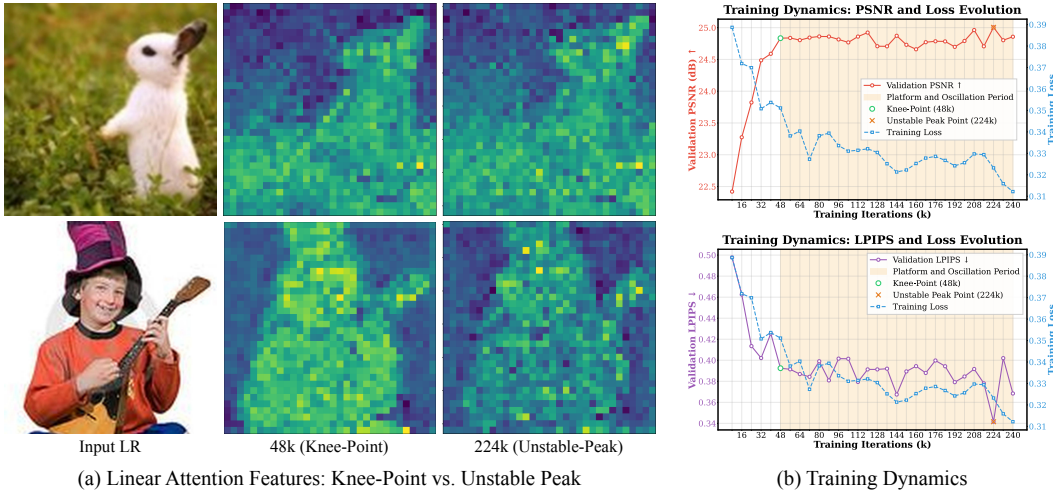 Training Dynamics: PSNR and Loss Evolution
Validation PSNR (dB) ↑
25.0
24.5
24.0
23.5
23.0
22.5
Validation PSNR ↑
Platform and Oscillation Period
Knee-Point (48k)
Unstable Peak Point (224k)
Training Loss
0.39
0.38
0.37
0.36
0.35
0.34
0.33
0.32
0.31
Training Loss
16 32 48 64 80 96 112 128 144 160 176 192 208 224 240
Training Iterations (k)
Training Dynamics: LPIPS and Loss Evolution
Validation LPIPS ↓
0.50
0.48
0.46
0.44
0.42
0.40
0.38
0.36
0.34
Validation LPIPS ↓
Platform and Oscillation Period
Knee-Point (48k)
Unstable Peak Point (224k)
Training Loss
0.39
0.38
0.37
0.36
0.35
0.34
0.33
0.32
0.31
Training Loss
16 32 48 64 80 96 112 128 144 160 176 192 208 224 240
Training Iterations (k)
Input LR
48k (Knee-Point)
224k (Unstable-Peak)
(a) Linear Attention Features: Knee-Point vs. Unstable Peak
(b) Training Dynamics